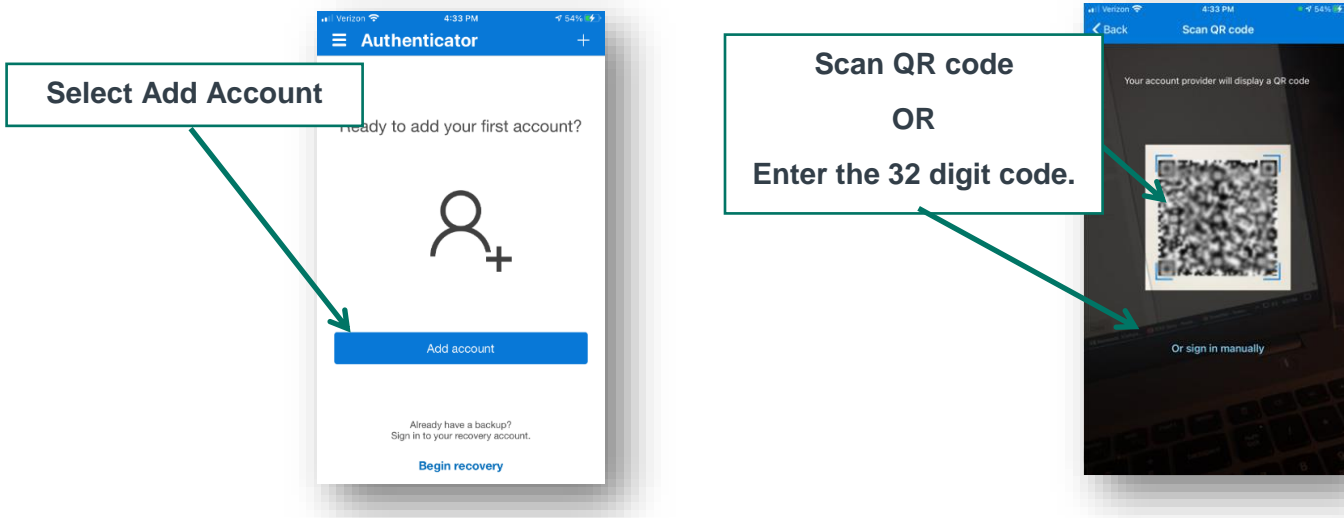 Verizon 4:33 PM 54%
Authenticator
Select Add Account
Ready to add your first account?
Add account
Already have a backup?
Sign in to your recovery account.
Begin recovery
Verizon 4:33 PM 54%
Back Scan QR code
Scan QR code
OR
Enter the 32 digit code.
Your account provider will display a QR code
Or sign in manually